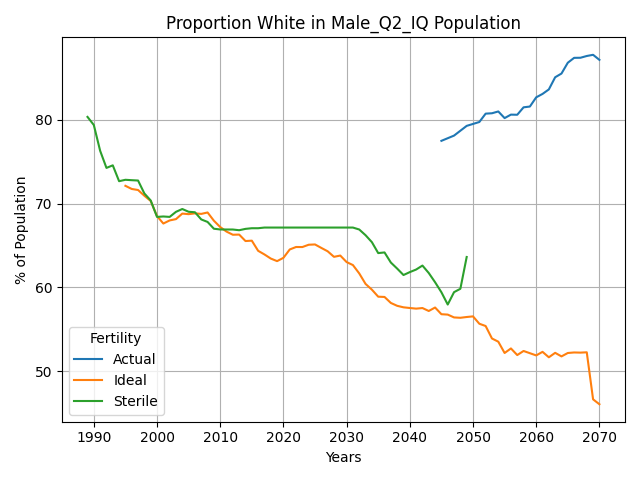 Proportion White in Male_Q2_IQ Population
% of Population
80
70
60
50
Fertility
Actual
Ideal
Sterile
1990 2000 2010 2020 2030 2040 2050 2060 2070
Years